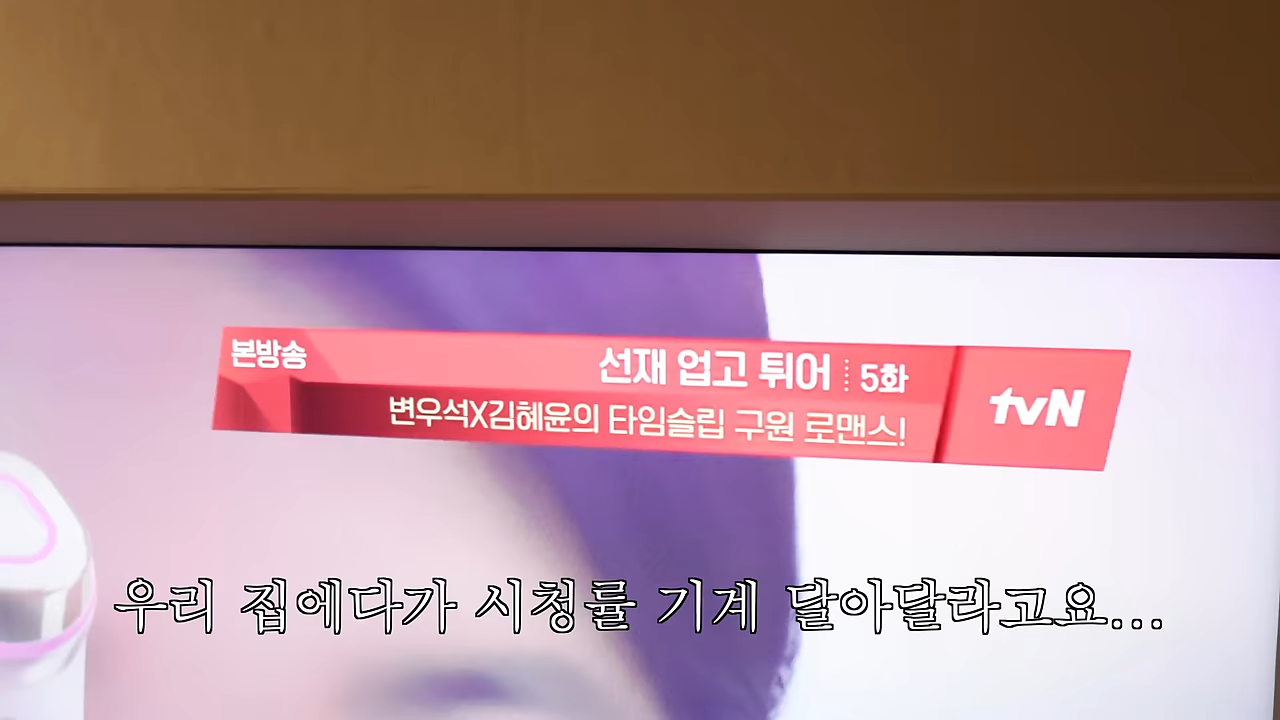 본방송
선재 업고 튀어 5화
변우석X김혜윤의 타임슬립 구원 로맨스!
tvN
우리 집에다가 시청률 기계 달아달라고요...